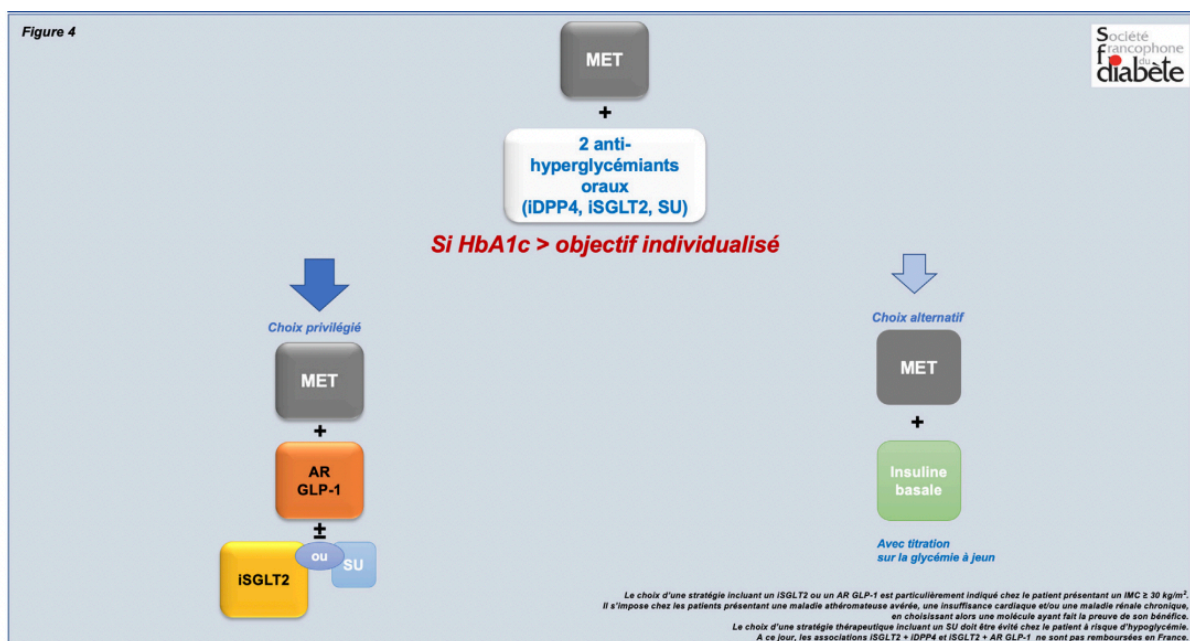 Figure 4
Société
francophone
du
diabète
MET
+
2 anti-
hyperglycémiants
oraux
(iDPP4, iSGLT2, SU)
Si HbA1c > objectif individualisé
Choix privilégié
MET
+
AR
GLP-1
±
iSGLT2
ou
SU
Choix alternatif
MET
+
Insuline
basale
Avec titration
sur la glycémie à jeun
Le choix d'une stratégie incluant un iSGLT2 ou un AR GLP-1 est particulièrement indiqué chez le patient présentant un IMC ≥ 30 kg/m².
Il s'impose chez les patients présentant une maladie athéromateuse avérée, une insuffisance cardiaque et/ou une maladie rénale chronique,
en choisissant alors une molécule ayant fait la preuve de son bénéfice.
Le choix d'une stratégie thérapeutique incluant un SU doit être évité chez le patient à risque d'hypoglycémie.
A ce jour, les associations iSGLT2 + iDPP4 et iSGLT2 + AR GLP-1 ne sont pas remboursées en France